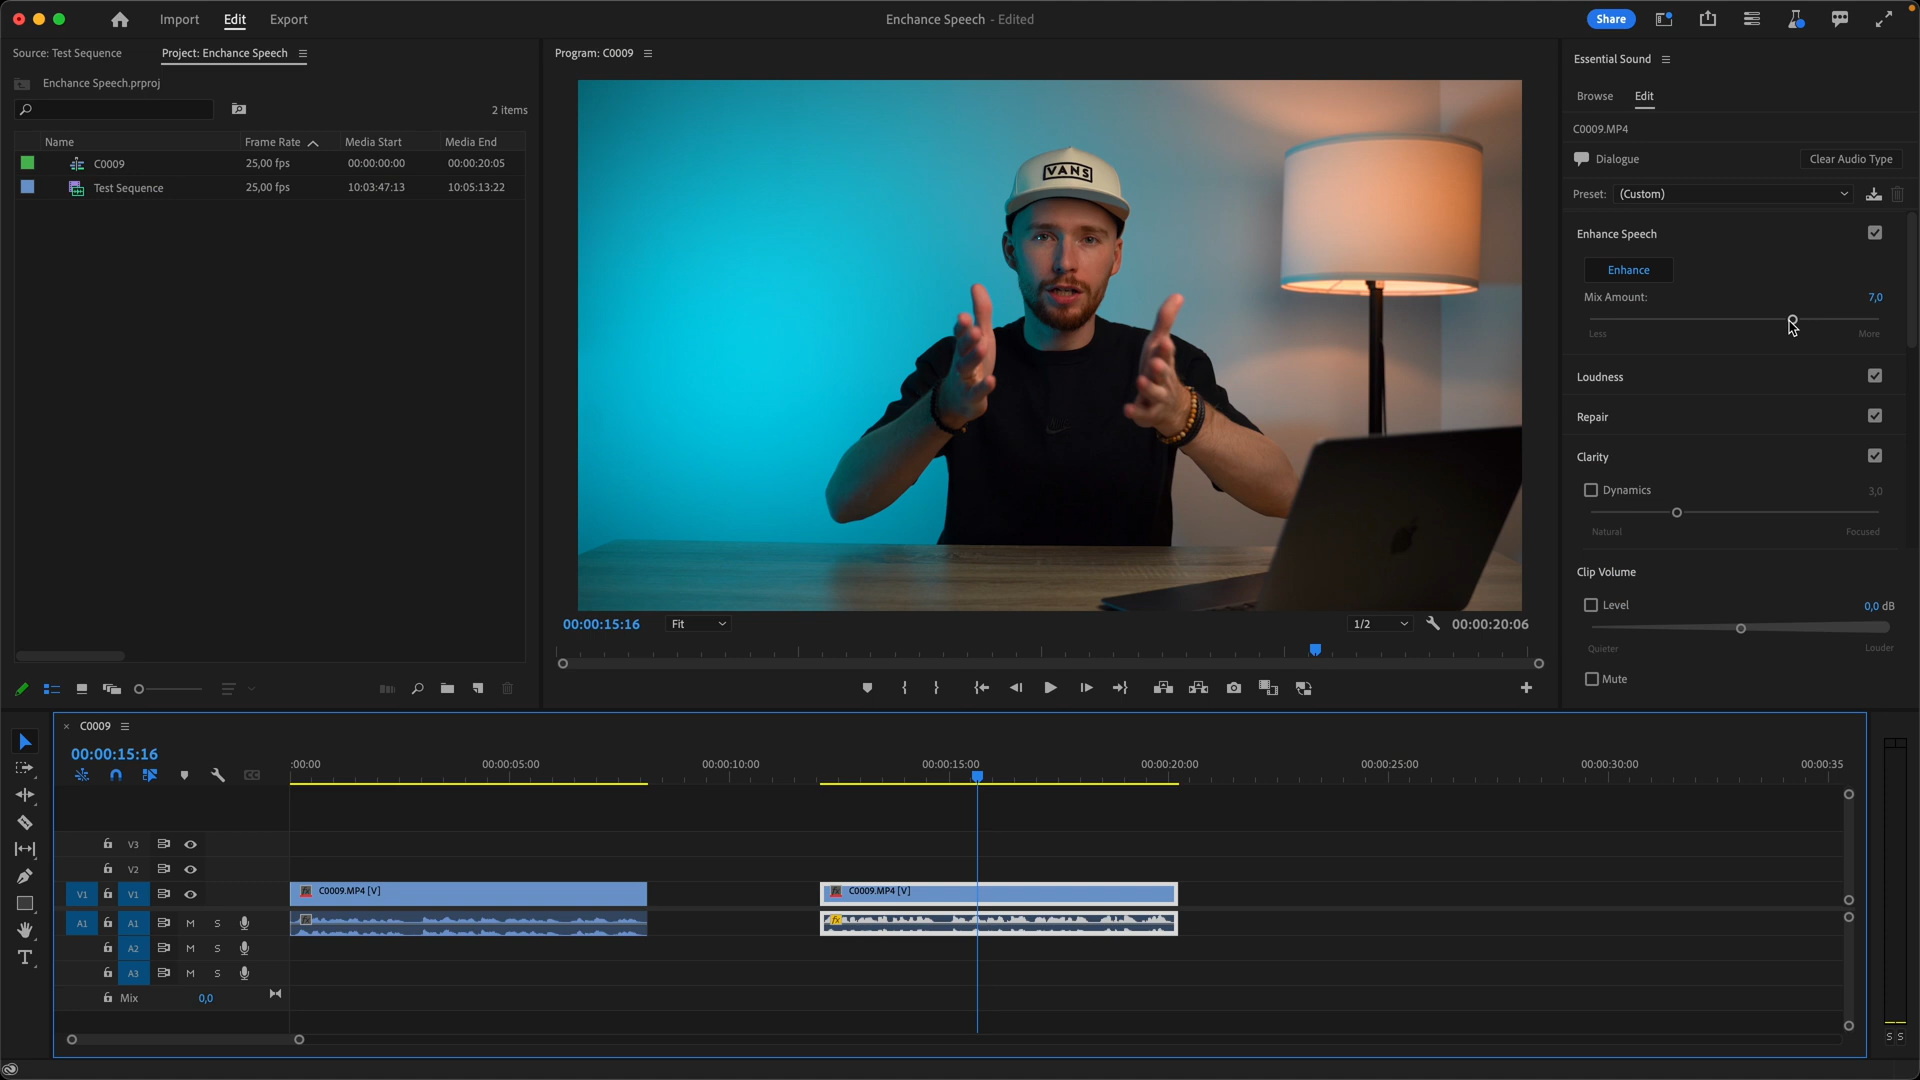 Import
Edit
Export
Enchance Speech - Edited
Share
Source: Test Sequence
Project: Enchance Speech
Enchance Speech.prproj
2 items
Name
Frame Rate
Media Start
Media End
C0009
25,00 fps
00:00:00:00
00:00:20:05
Test Sequence
25,00 fps
10:03:47:13
10:05:13:22
Program: C0009
VANS
00:00:15:16
Fit
1/2
00:00:20:06
Essential Sound
Browse
Edit
C0009.MP4
Dialogue
Clear Audio Type
Preset:
(Custom)
Enhance Speech
Enhance
Mix Amount:
7,0
Less
More
Loudness
Repair
Clarity
Dynamics
3,0
Natural
Focused
Clip Volume
Level
0,0 dB
Quieter
Louder
Mute
× C0009
00:00:15:16
CC
:00:00
00:00:05:00
00:00:10:00
00:00:15:00
00:00:20:00
00:00:25:00
00:00:30:00
00:00:35
V3
V2
V1
V1
C0009.MP4 [V]
C0009.MP4 [V]
A1
A1
M
S
fx
A2
M
S
A3
M
S
Mix
0,0
S S